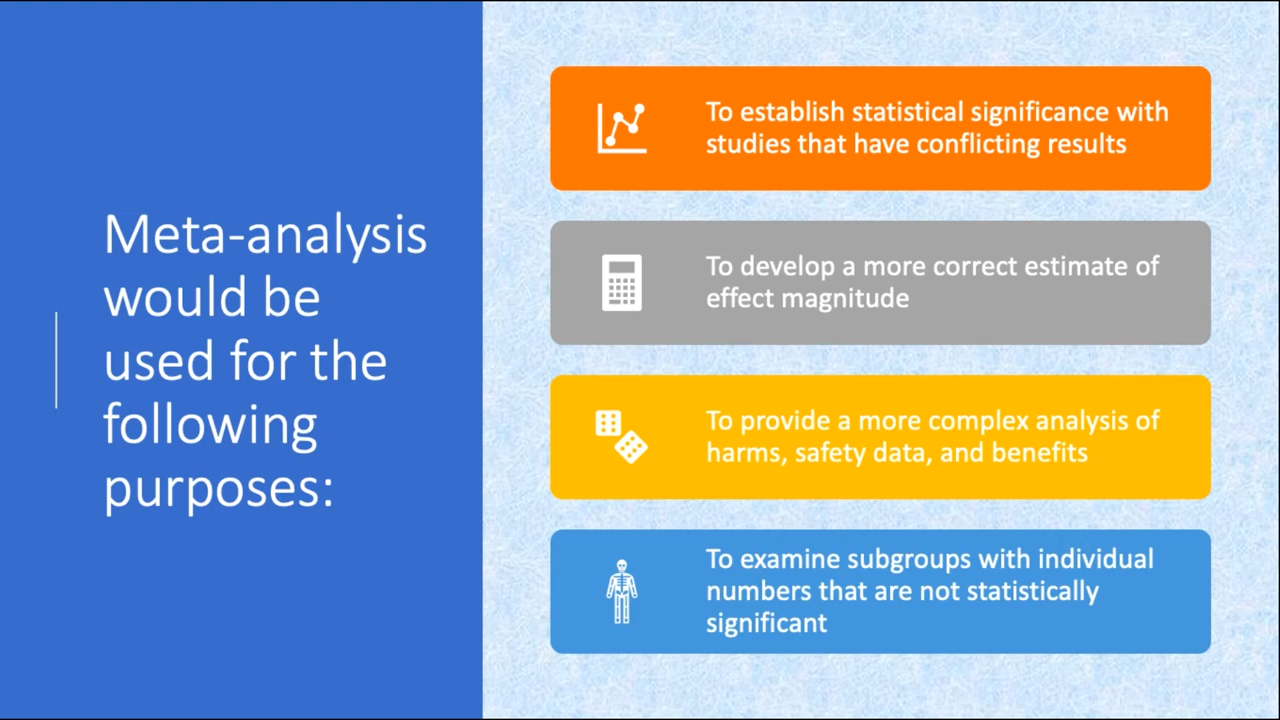 Meta-analysis
would be
used for the
following
purposes:
To establish statistical significance with
studies that have conflicting results
To develop a more correct estimate of
effect magnitude
To provide a more complex analysis of
harms, safety data, and benefits
To examine subgroups with individual
numbers that are not statistically
significant